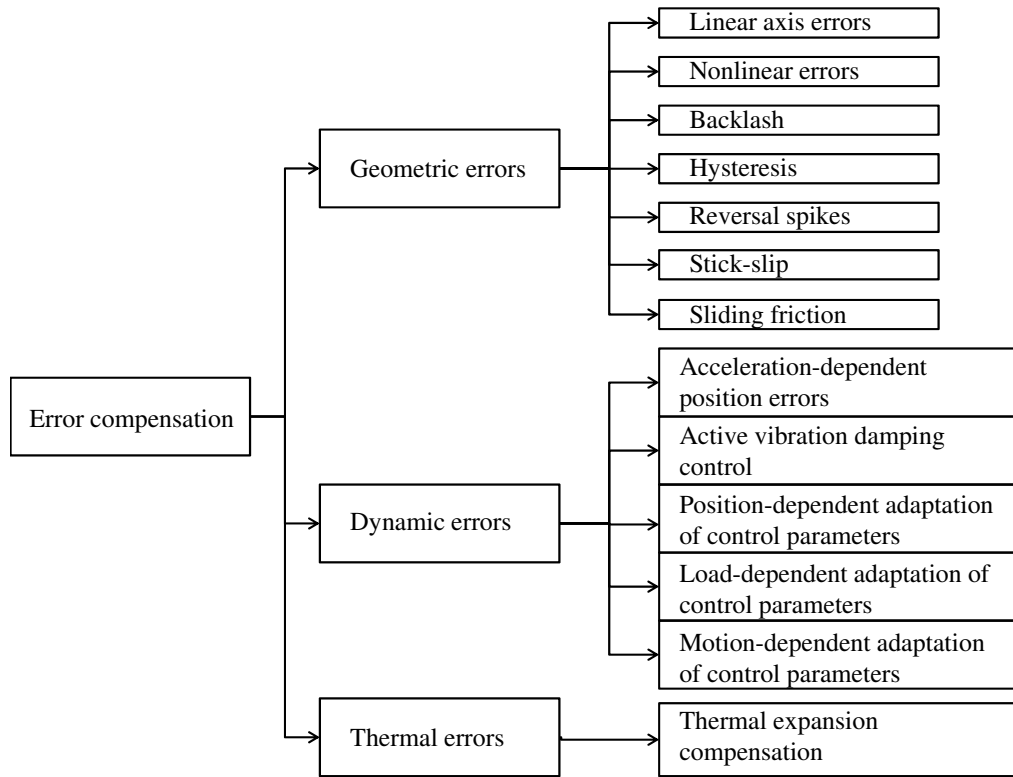 Error compensation
Geometric errors
Linear axis errors
Nonlinear errors
Backlash
Hysteresis
Reversal spikes
Stick-slip
Sliding friction
Dynamic errors
Acceleration-dependent
position errors
Active vibration damping
control
Position-dependent adaptation
of control parameters
Load-dependent adaptation of
control parameters
Motion-dependent adaptation
of control parameters
Thermal errors
Thermal expansion
compensation